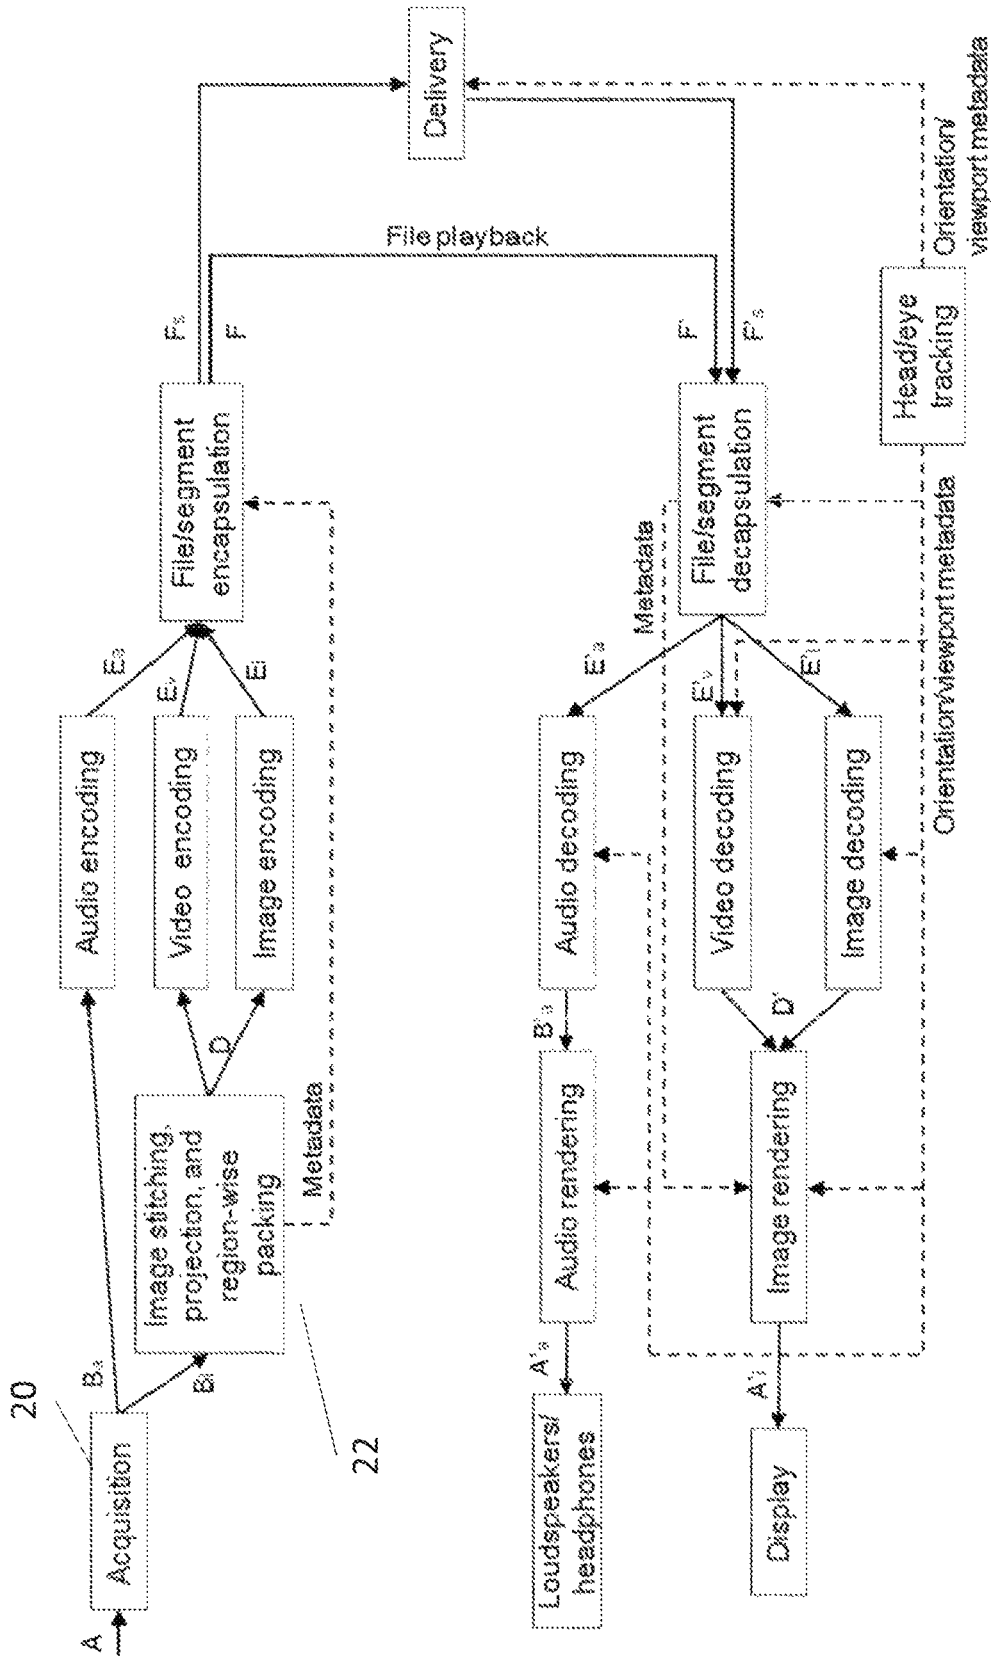 20
A
Acquisition
Ba
Bi
22
Image stitching,
projection, and
region-wise
packing
Metadata
D
Audio encoding
Video encoding
Image encoding
Ea
Ev
Ei
File/segment
encapsulation
Fs
F
File playback
Delivery
Loudspeakers/
headphones
A'a
Audio rendering
B'a
Audio decoding
E'a
Metadata
Display
A'i
Image rendering
D'
Video decoding
Image decoding
E'v
E'i
File/segment
decapsulation
F
F's
Orientation/viewport metadata
Head/eye
tracking
Orientation/
viewport metadata